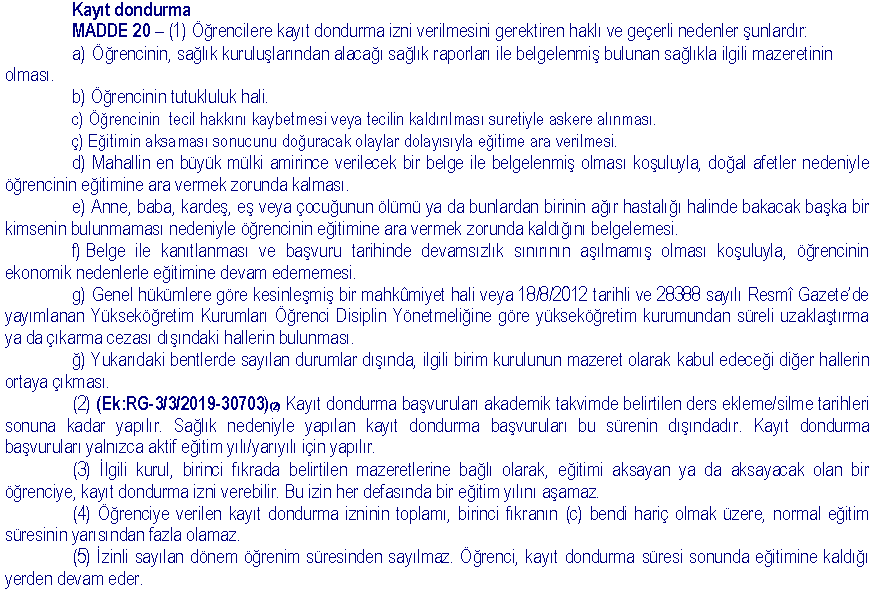 Kayıt dondurma
MADDE 20 – (1) Öğrencilere kayıt dondurma izni verilmesini gerektiren haklı ve geçerli nedenler şunlardır:
a) Öğrencinin, sağlık kuruluşlarından alacağı sağlık raporları ile belgelenmiş bulunan sağlıkla ilgili mazeretinin
olması.
b) Öğrencinin tutukluluk hali.
c) Öğrencinin tecil hakkını kaybetmesi veya tecilin kaldırılması suretiyle askere alınması.
ç) Eğitimin aksaması sonucunu doğuracak olaylar dolayısıyla eğitime ara verilmesi.
d) Mahallin en büyük mülki amirince verilecek bir belge ile belgelenmiş olması koşuluyla, doğal afetler nedeniyle
öğrencinin eğitimine ara vermek zorunda kalması.
e) Anne, baba, kardeş, eş veya çocuğunun ölümü ya da bunlardan birinin ağır hastalığı halinde bakacak başka bir
kimsenin bulunmaması nedeniyle öğrencinin eğitimine ara vermek zorunda kaldığını belgelemesi.
f) Belge ile kanıtlanması ve başvuru tarihinde devamsızlık sınırının aşılmamış olması koşuluyla, öğrencinin
ekonomik nedenlerle eğitimine devam edememesi.
g) Genel hükümlere göre kesinleşmiş bir mahkûmiyet hali veya 18/8/2012 tarihli ve 28388 sayılı Resmî Gazete’de
yayımlanan Yükseköğretim Kurumları Öğrenci Disiplin Yönetmeliğine göre yükseköğretim kurumundan süreli uzaklaştırma
ya da çıkarma cezası dışındaki hallerin bulunması.
ğ) Yukarıdaki bentlerde sayılan durumlar dışında, ilgili birim kurulunun mazeret olarak kabul edeceği diğer hallerin
ortaya çıkması.
(2) (Ek:RG-3/3/2019-30703)(2) Kayıt dondurma başvuruları akademik takvimde belirtilen ders ekleme/silme tarihleri
sonuna kadar yapılır. Sağlık nedeniyle yapılan kayıt dondurma başvuruları bu sürenin dışındadır. Kayıt dondurma
başvuruları yalnızca aktif eğitim yılı/yarıyılı için yapılır.
(3) İlgili kurul, birinci fıkrada belirtilen mazeretlerine bağlı olarak, eğitimi aksayan ya da aksayacak olan bir
öğrenciye, kayıt dondurma izni verebilir. Bu izin her defasında bir eğitim yılını aşamaz.
(4) Öğrenciye verilen kayıt dondurma izninin toplamı, birinci fıkranın (c) bendi hariç olmak üzere, normal eğitim
süresinin yarısından fazla olamaz.
(5) İzinli sayılan dönem öğrenim süresinden sayılmaz. Öğrenci, kayıt dondurma süresi sonunda eğitimine kaldığı
yerden devam eder.